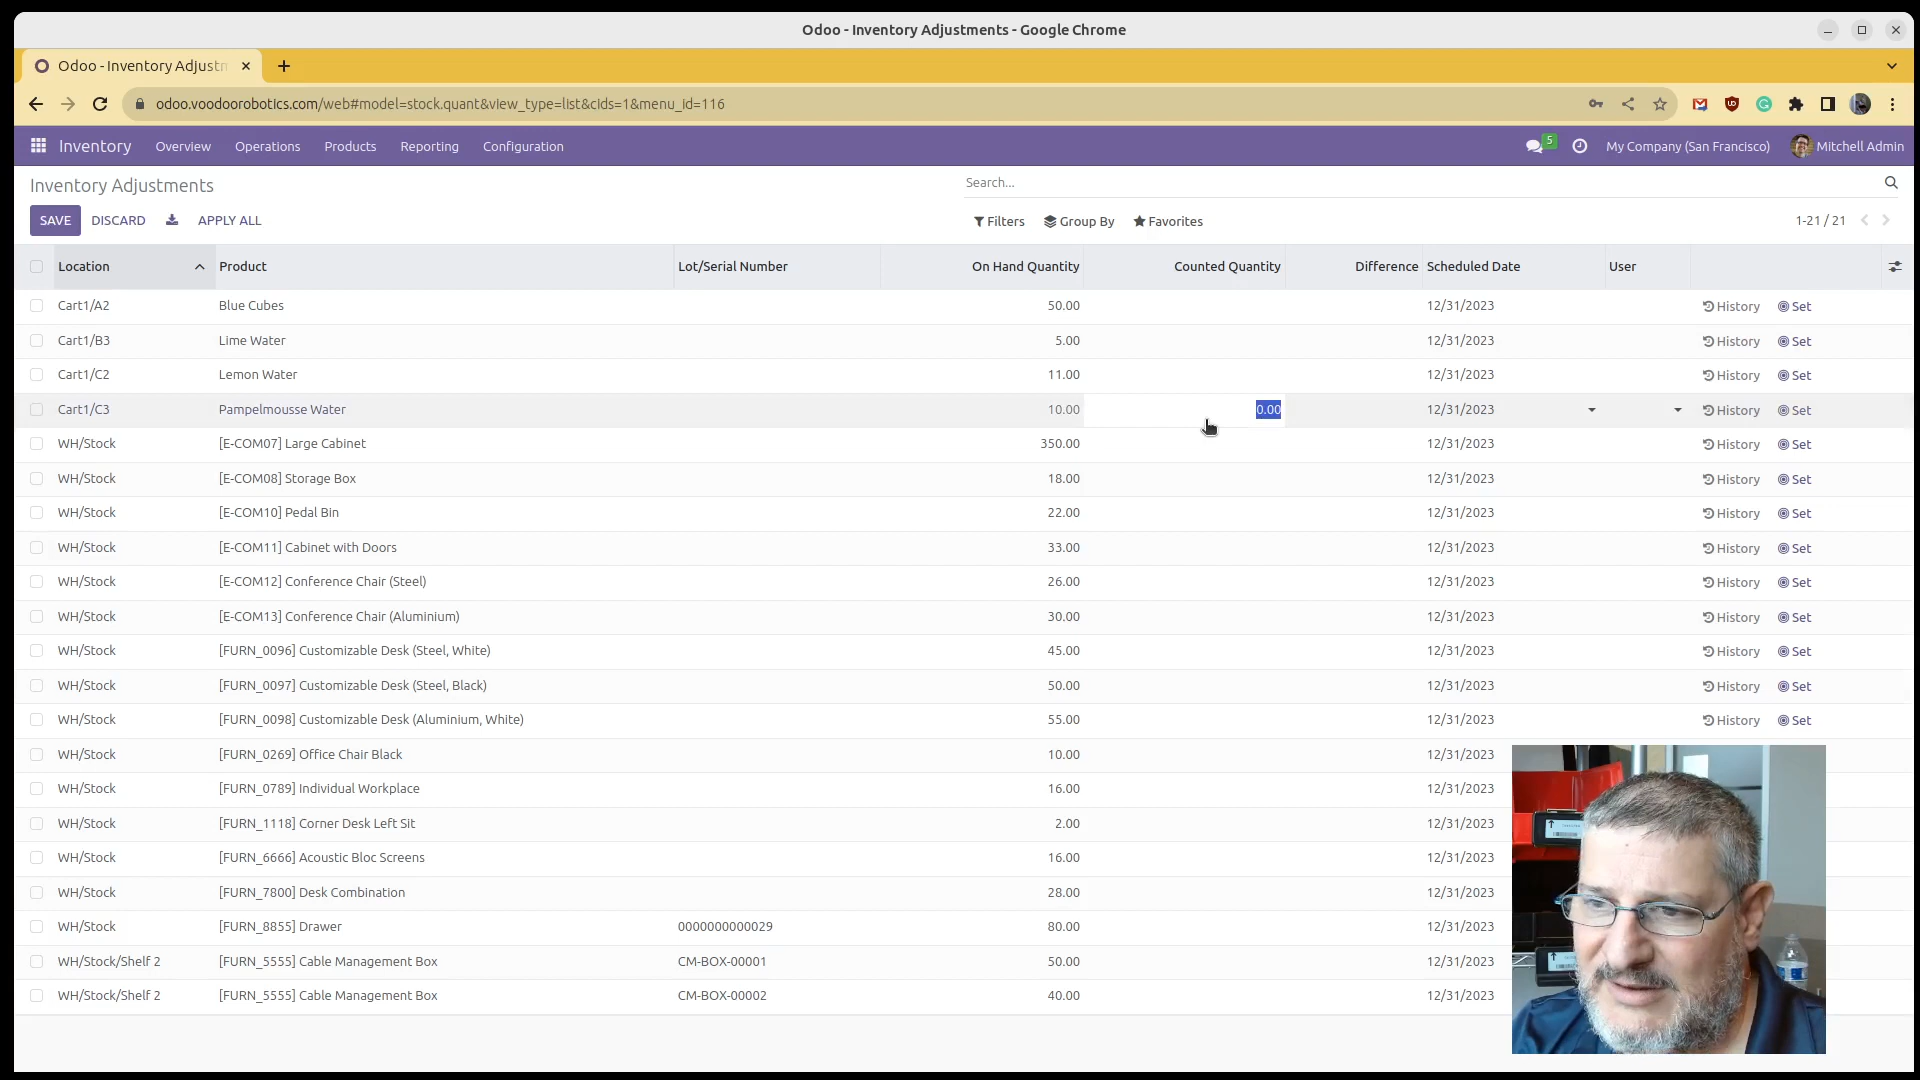 Odoo - Inventory Adjustments - Google Chrome
Odoo - Inventory Adjustm
odoo.voodoorobotics.com/web#model=stock.quant&view_type=list&cids=1&menu_id=116
Inventory Overview Operations Products Reporting Configuration 5 My Company (San Francisco) Mitchell Admin
Inventory Adjustments Search...
SAVE DISCARD APPLY ALL Filters Group By Favorites 1-21 / 21
Location Product Lot/Serial Number On Hand Quantity Counted Quantity Difference Scheduled Date User
Cart1/A2 Blue Cubes 50.00 12/31/2023 History Set
Cart1/B3 Lime Water 5.00 12/31/2023 History Set
Cart1/C2 Lemon Water 11.00 12/31/2023 History Set
Cart1/C3 Pampelmousse Water 10.00 0.00 12/31/2023 History Set
WH/Stock [E-COM07] Large Cabinet 350.00 12/31/2023 History Set
WH/Stock [E-COM08] Storage Box 18.00 12/31/2023 History Set
WH/Stock [E-COM10] Pedal Bin 22.00 12/31/2023 History Set
WH/Stock [E-COM11] Cabinet with Doors 33.00 12/31/2023 History Set
WH/Stock [E-COM12] Conference Chair (Steel) 26.00 12/31/2023 History Set
WH/Stock [E-COM13] Conference Chair (Aluminium) 30.00 12/31/2023 History Set
WH/Stock [FURN_0096] Customizable Desk (Steel, White) 45.00 12/31/2023 History Set
WH/Stock [FURN_0097] Customizable Desk (Steel, Black) 50.00 12/31/2023 History Set
WH/Stock [FURN_0098] Customizable Desk (Aluminium, White) 55.00 12/31/2023 History Set
WH/Stock [FURN_0269] Office Chair Black 10.00 12/31/2023
WH/Stock [FURN_0789] Individual Workplace 16.00 12/31/2023
WH/Stock [FURN_1118] Corner Desk Left Sit 2.00 12/31/2023
WH/Stock [FURN_6666] Acoustic Bloc Screens 16.00 12/31/2023
WH/Stock [FURN_7800] Desk Combination 28.00 12/31/2023
WH/Stock [FURN_8855] Drawer 0000000000029 80.00 12/31/2023
WH/Stock/Shelf 2 [FURN_5555] Cable Management Box CM-BOX-00001 50.00 12/31/2023
WH/Stock/Shelf 2 [FURN_5555] Cable Management Box CM-BOX-00002 40.00 12/31/2023